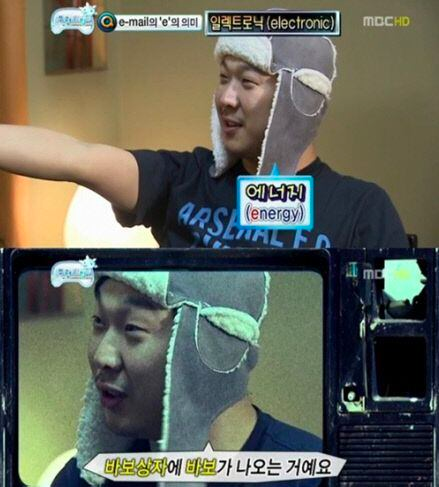 e-mail의 'e'의 의미 일렉트로닉 (electronic)
MBC HD
에너지
(energy)
ARSENAL F.C
MBC
바보상자에 바보가 나오는 거예요